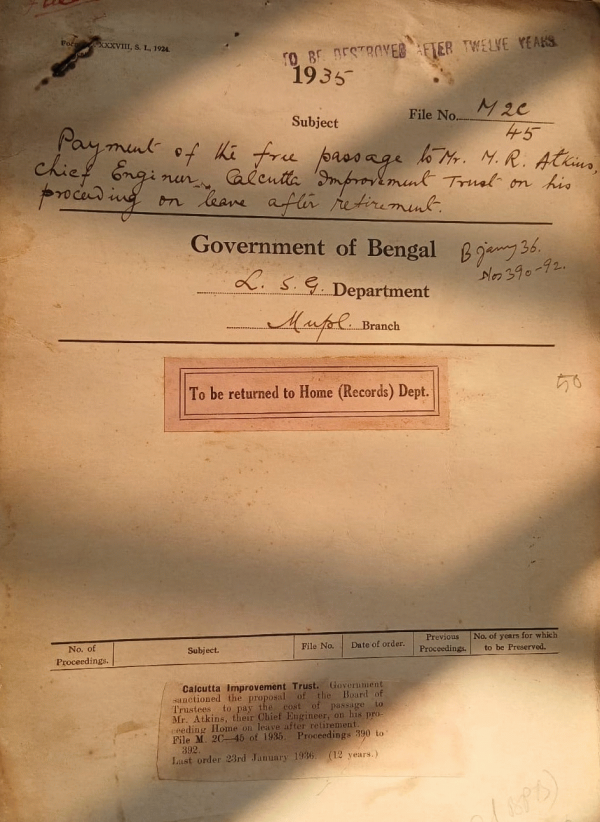 XXXVIII, S. L., 1924.
TO BE DESTROYED AFTER TWELVE YEARS
1935
Subject
File No. M 2C
45
Payment of the free passage to Mr. M. R. Atkins,
Chief Engineer, Calcutta Improvement Trust on his
proceeding on leave after retirement.
Government of Bengal
B Jany 36.
Nos 390-92.
L. S. G. Department
Mupl. Branch
50
To be returned to Home (Records) Dept.
No. of Proceedings.
Subject.
File No.
Date of order.
Previous Proceedings.
No. of years for which to be Preserved.
Calcutta Improvement Trust. Government
sanctioned the proposal of the Board of
Trustees to pay the cost of passage to
Mr. Atkins, their Chief Engineer, on his pro-
ceeding Home on leave after retirement.
File M. 2C—45 of 1935. Proceedings 390 to
392.
Last order 23rd January 1936. (12 years.)